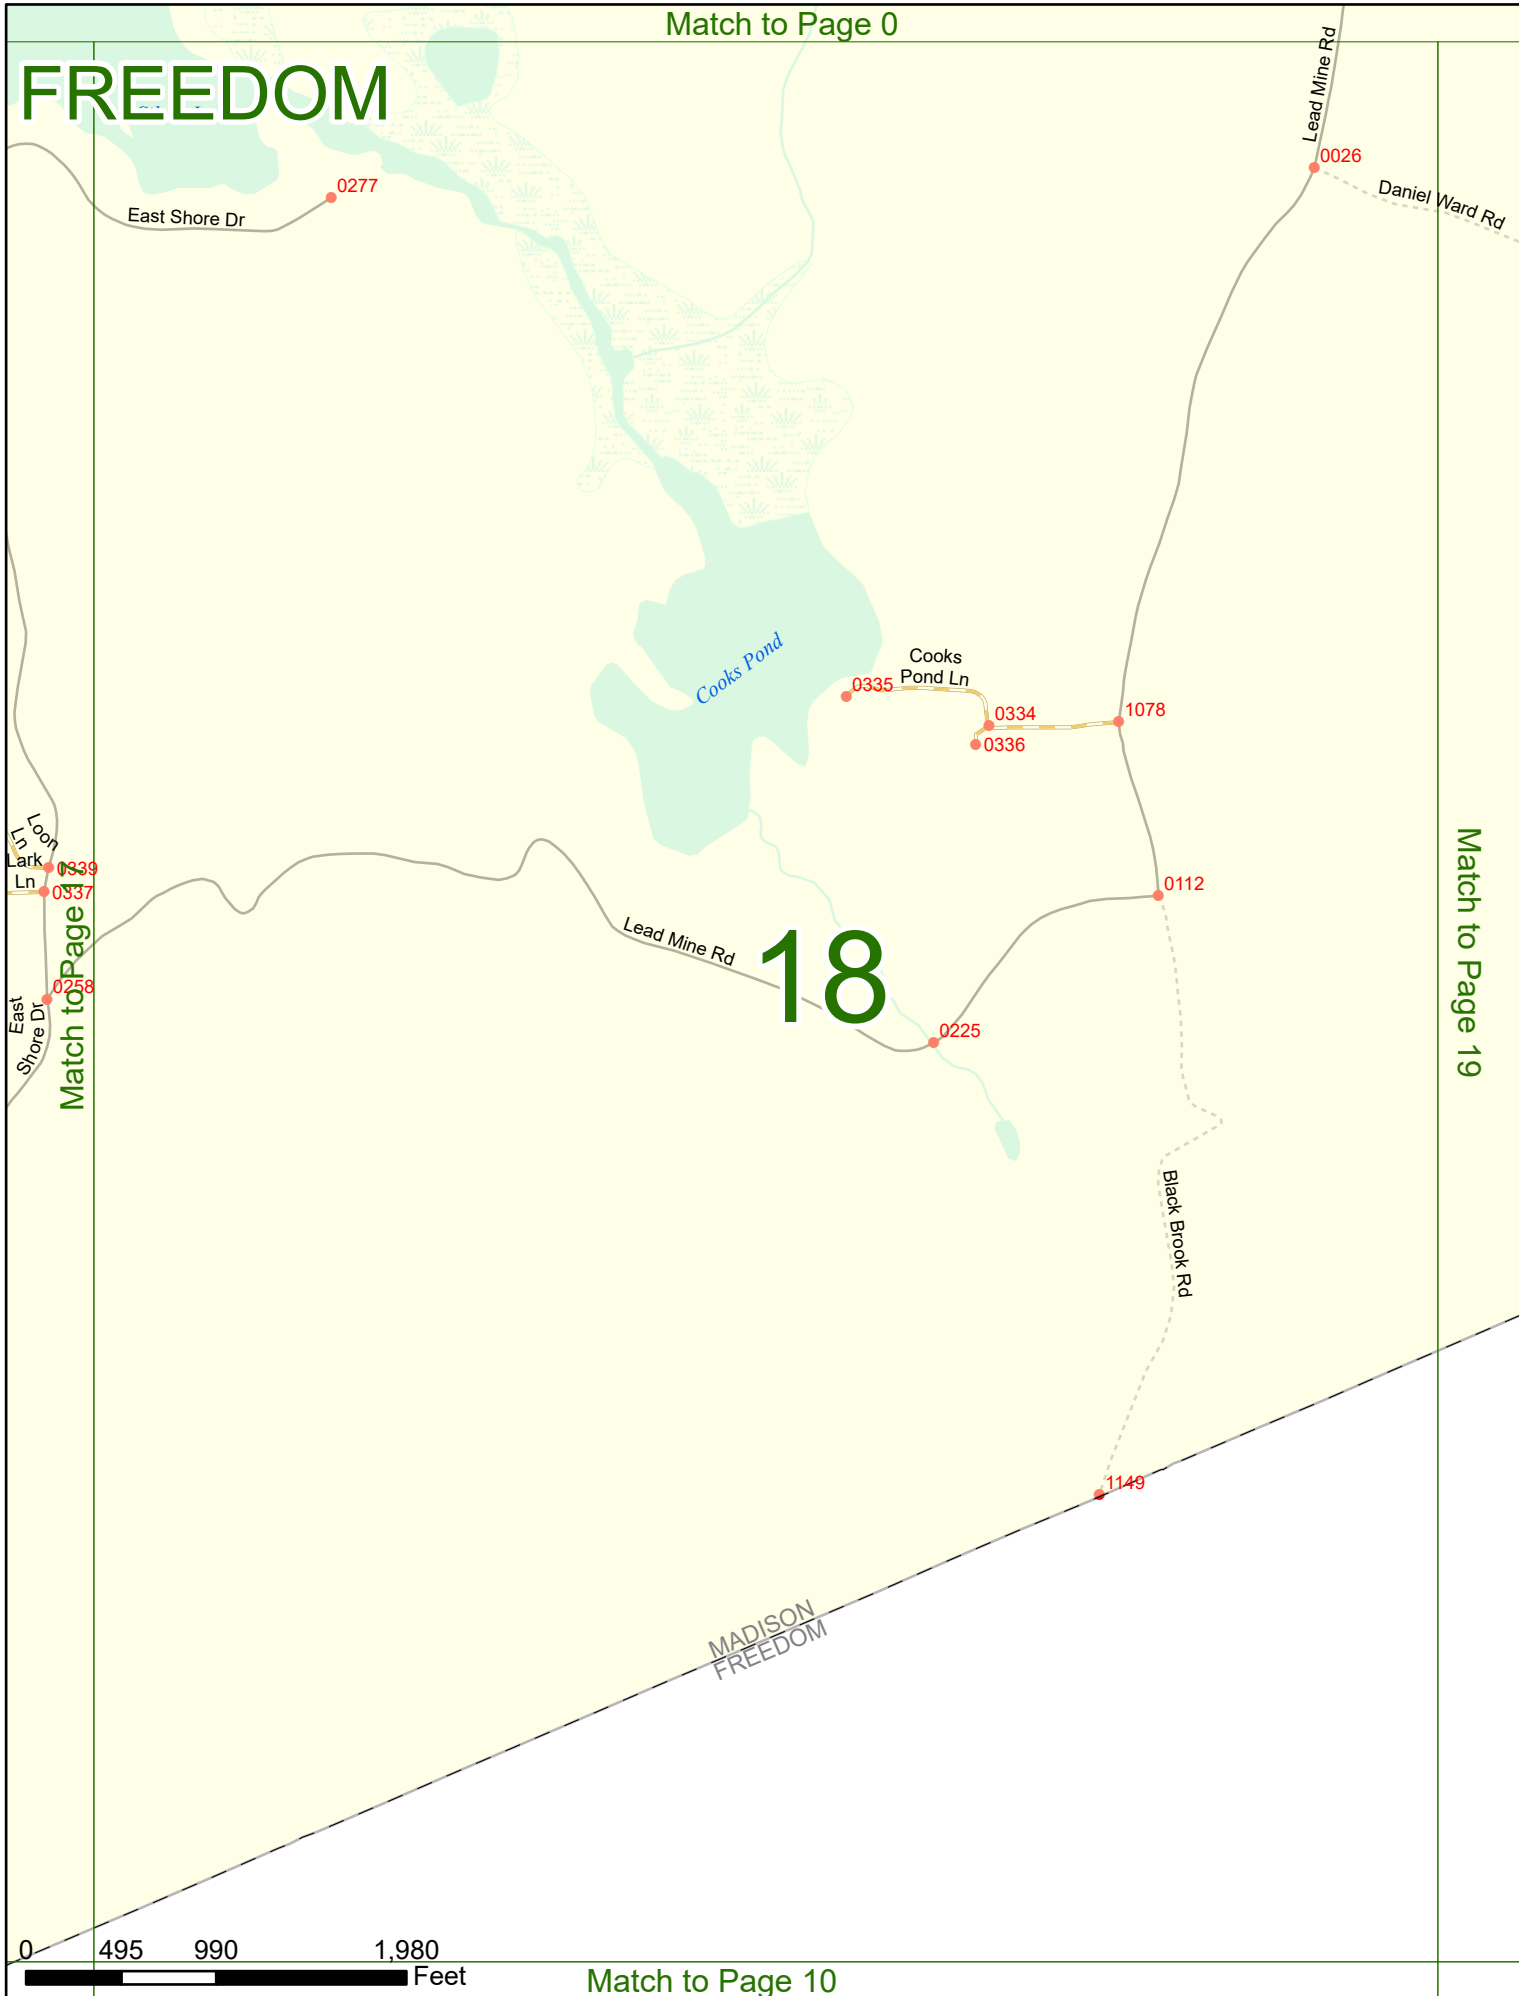 Match to Page 0
FREEDOM
Lead Mine Rd
0026
Daniel Ward Rd
0277
East Shore Dr
Cooks Pond
Cooks
Pond Ln
0335
0334
1078
0336
Loon
Ln
Lark
Ln
0339
0337
Match to Page 17
0258
East
Shore Dr
Lead Mine Rd
18
0112
0225
Match to Page 19
Black Brook Rd
1149
MADISON
FREEDOM
0 495 990 1,980
Feet
Match to Page 10